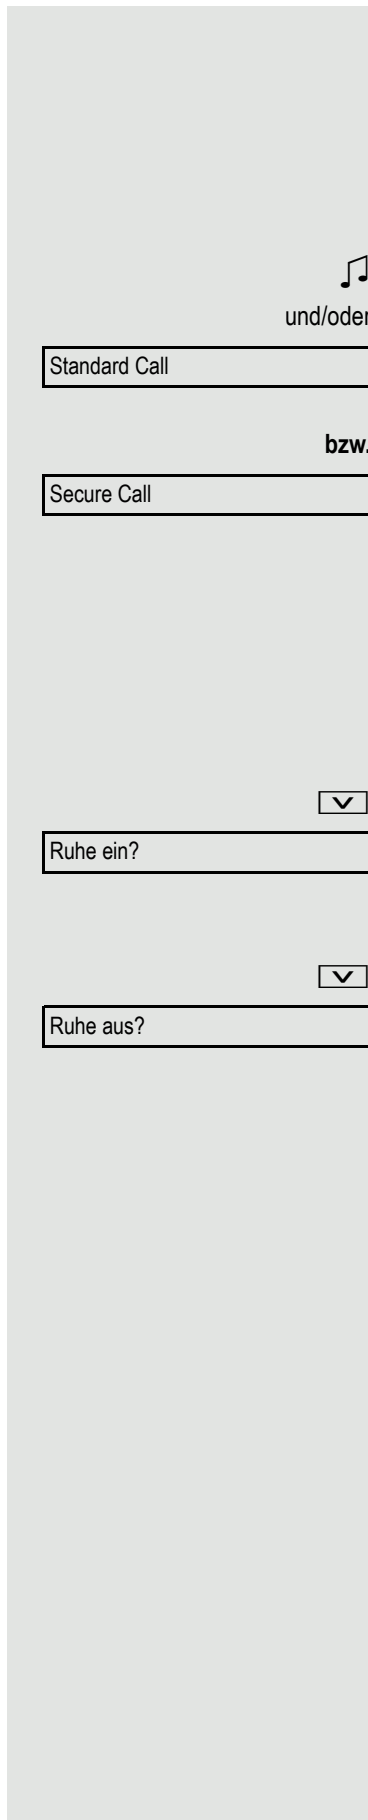 und/oder
Standard Call
bzw.
Secure Call
Ruhe ein?
Ruhe aus?